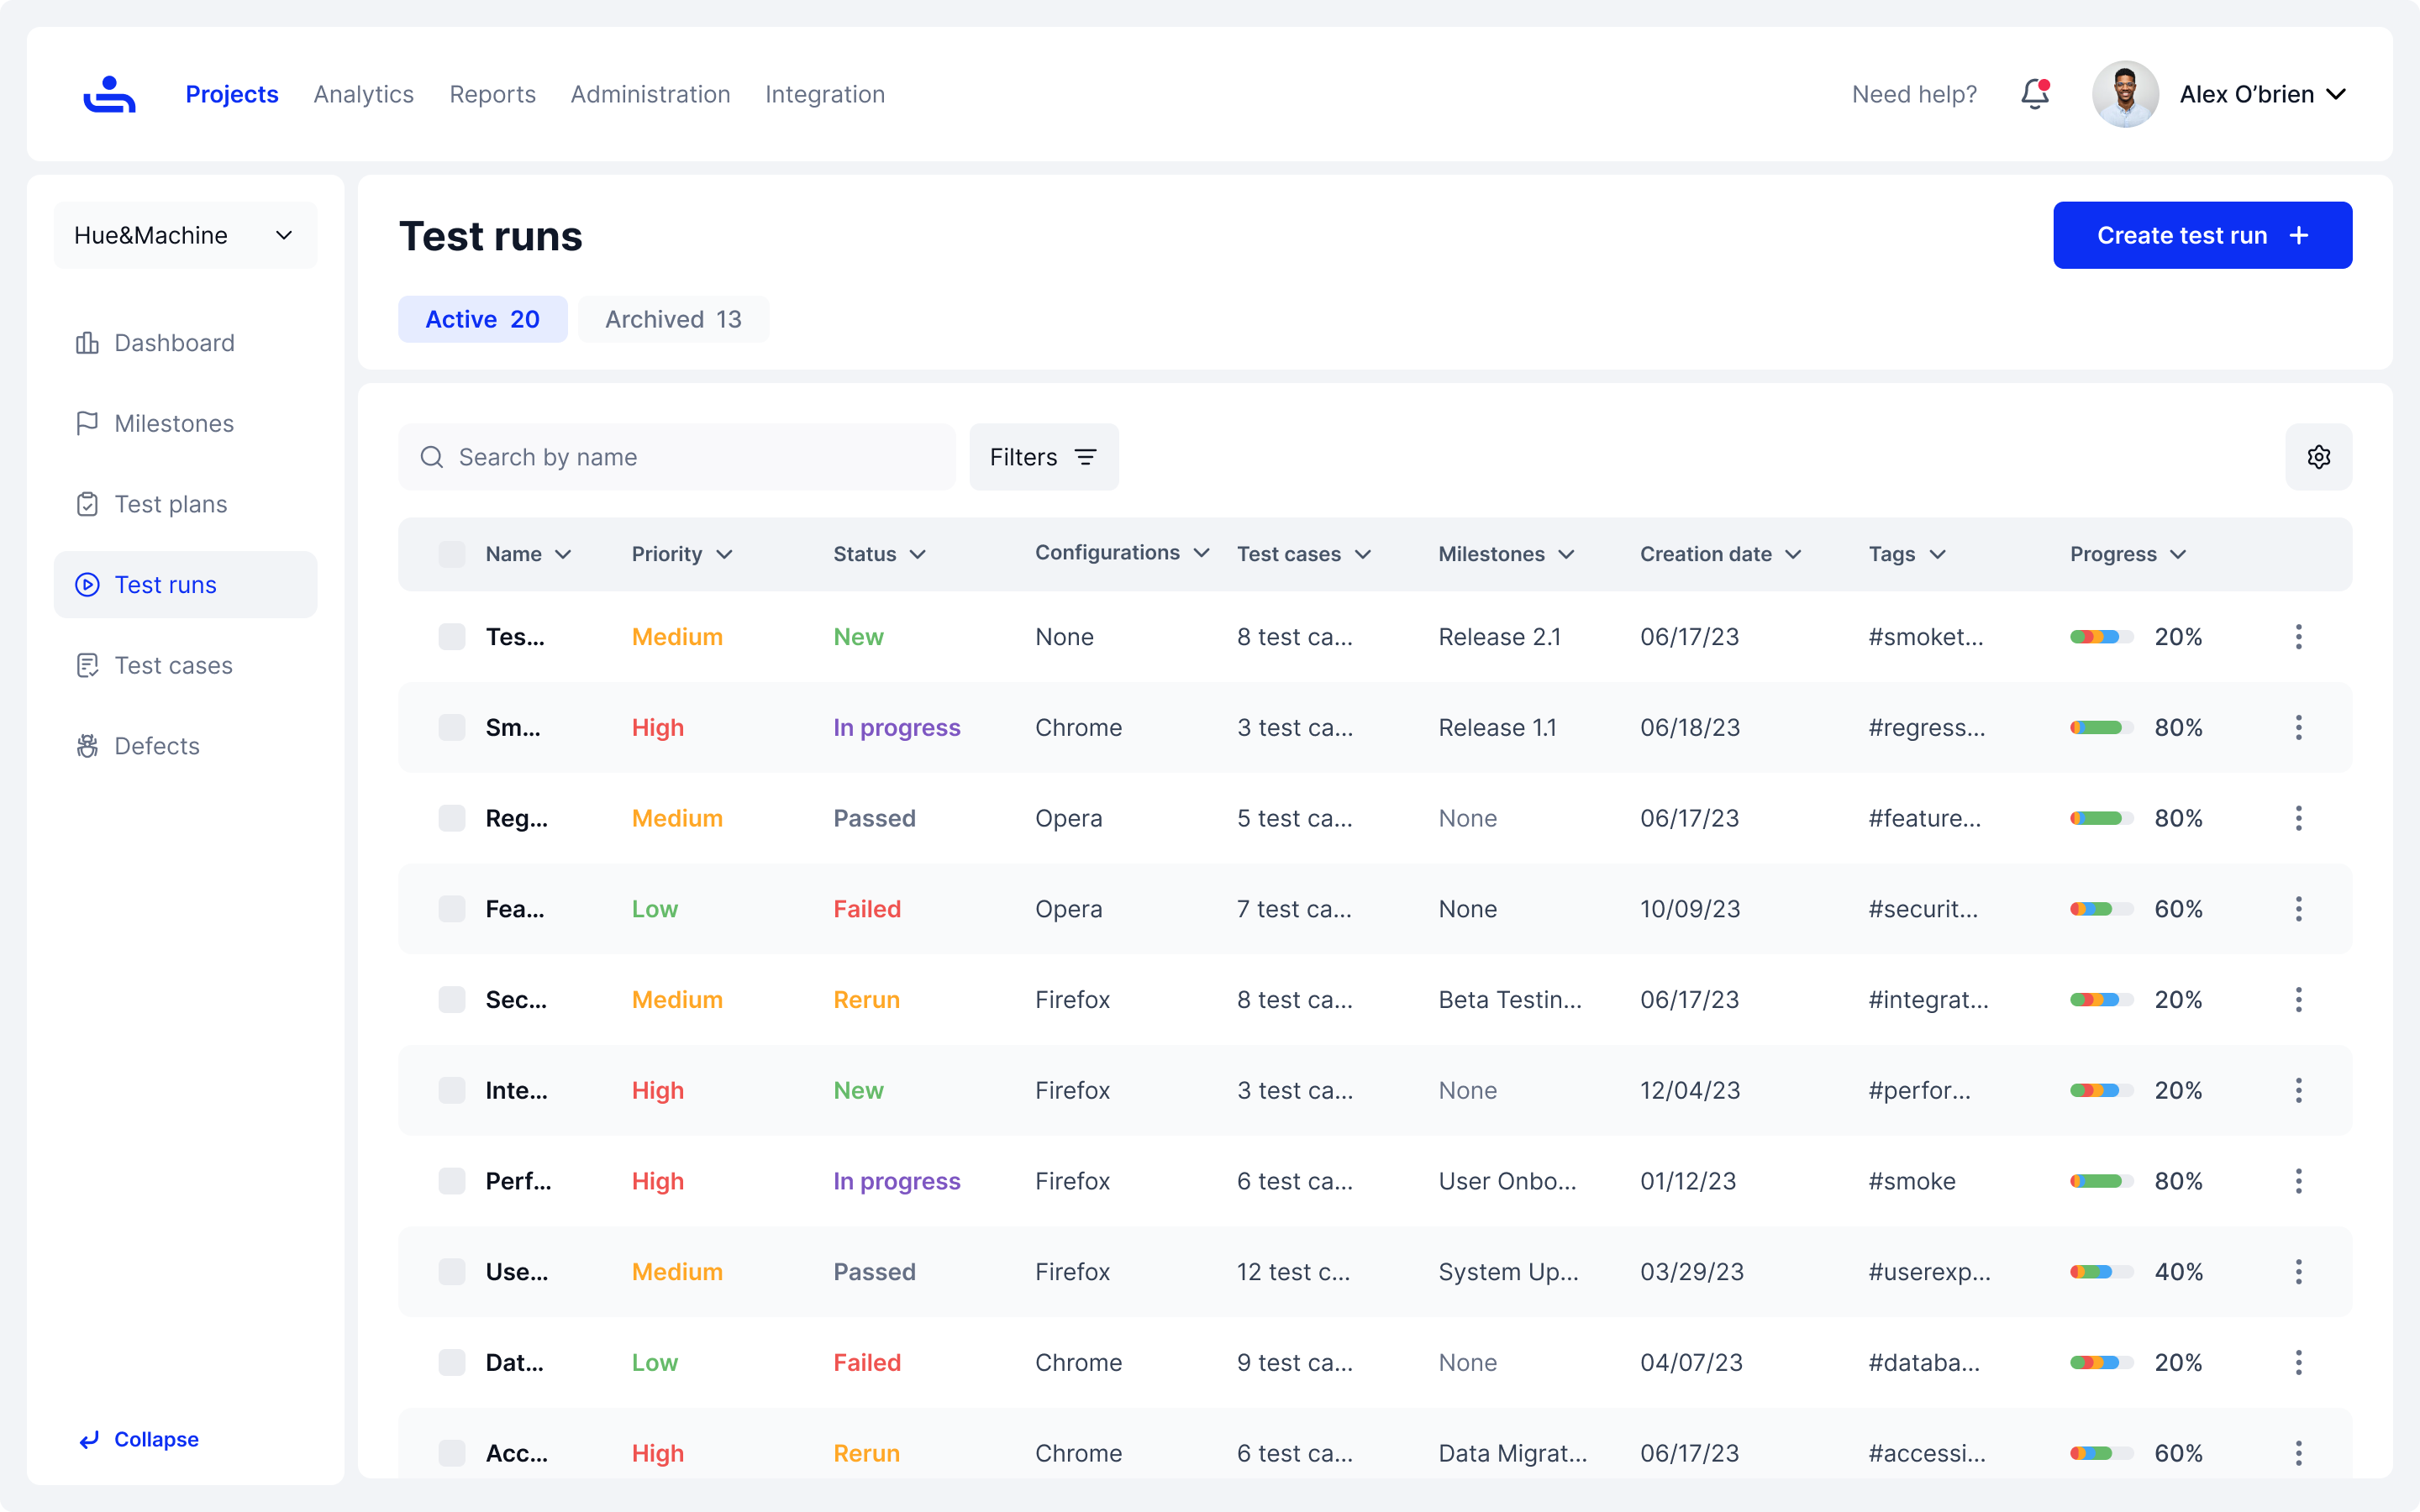 Projects Analytics Reports Administration Integration Need help? Alex O’brien
Hue&Machine
Dashboard
Milestones
Test plans
Test runs
Test cases
Defects
Collapse
Test runs
Create test run +
Active 20 Archived 13
Search by name Filters
Name Priority Status Configurations Test cases Milestones Creation date Tags Progress
Tes... Medium New None 8 test ca... Release 2.1 06/17/23 #smoket... 20%
Sm... High In progress Chrome 3 test ca... Release 1.1 06/18/23 #regress... 80%
Reg... Medium Passed Opera 5 test ca... None 06/17/23 #feature... 80%
Fea... Low Failed Opera 7 test ca... None 10/09/23 #securit... 60%
Sec... Medium Rerun Firefox 8 test ca... Beta Testin... 06/17/23 #integrat... 20%
Inte... High New Firefox 3 test ca... None 12/04/23 #perfor... 20%
Perf... High In progress Firefox 6 test ca... User Onbo... 01/12/23 #smoke 80%
Use... Medium Passed Firefox 12 test c... System Up... 03/29/23 #userexp... 40%
Dat... Low Failed Chrome 9 test ca... None 04/07/23 #databa... 20%
Acc... High Rerun Chrome 6 test ca... Data Migrat... 06/17/23 #accessi... 60%